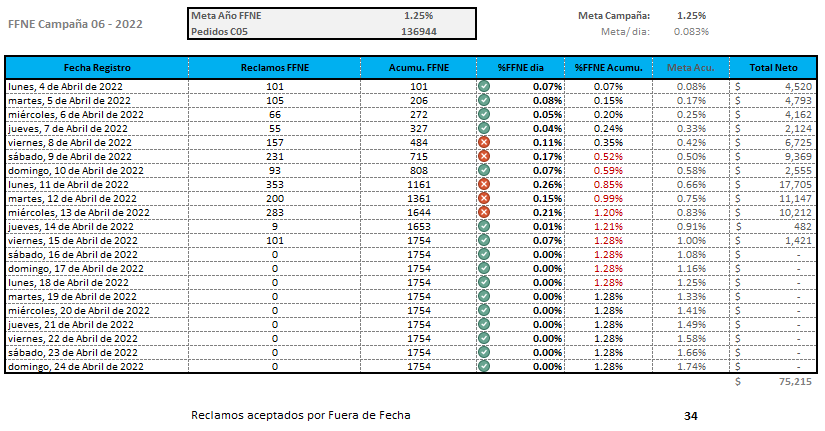 FFNE Campaña 06 - 2022
Meta Año FFNE 1.25% Meta Campaña: 1.25%
Pedidos C05 136944 Meta/ dia: 0.083%
Fecha Registro Reclamos FFNE Acumu. FFNE %FFNE dia %FFNE Acumu. Meta Acu. Total Neto
lunes, 4 de Abril de 2022 101 101 0.07% 0.07% 0.08% $ 4,520
martes, 5 de Abril de 2022 105 206 0.08% 0.15% 0.17% $ 4,793
miércoles, 6 de Abril de 2022 66 272 0.05% 0.20% 0.25% $ 4,162
jueves, 7 de Abril de 2022 55 327 0.04% 0.24% 0.33% $ 2,124
viernes, 8 de Abril de 2022 157 484 0.11% 0.35% 0.42% $ 6,725
sábado, 9 de Abril de 2022 231 715 0.17% 0.52% 0.50% $ 9,369
domingo, 10 de Abril de 2022 93 808 0.07% 0.59% 0.58% $ 2,555
lunes, 11 de Abril de 2022 353 1161 0.26% 0.85% 0.66% $ 17,705
martes, 12 de Abril de 2022 200 1361 0.15% 0.99% 0.75% $ 11,147
miércoles, 13 de Abril de 2022 283 1644 0.21% 1.20% 0.83% $ 10,212
jueves, 14 de Abril de 2022 9 1653 0.01% 1.21% 0.91% $ 482
viernes, 15 de Abril de 2022 101 1754 0.07% 1.28% 1.00% $ 1,421
sábado, 16 de Abril de 2022 0 1754 0.00% 1.28% 1.08% $ -
domingo, 17 de Abril de 2022 0 1754 0.00% 1.28% 1.16% $ -
lunes, 18 de Abril de 2022 0 1754 0.00% 1.28% 1.25% $ -
martes, 19 de Abril de 2022 0 1754 0.00% 1.28% 1.33% $ -
miércoles, 20 de Abril de 2022 0 1754 0.00% 1.28% 1.41% $ -
jueves, 21 de Abril de 2022 0 1754 0.00% 1.28% 1.49% $ -
viernes, 22 de Abril de 2022 0 1754 0.00% 1.28% 1.58% $ -
sábado, 23 de Abril de 2022 0 1754 0.00% 1.28% 1.66% $ -
domingo, 24 de Abril de 2022 0 1754 0.00% 1.28% 1.74% $ -
$ 75,215
Reclamos aceptados por Fuera de Fecha 34